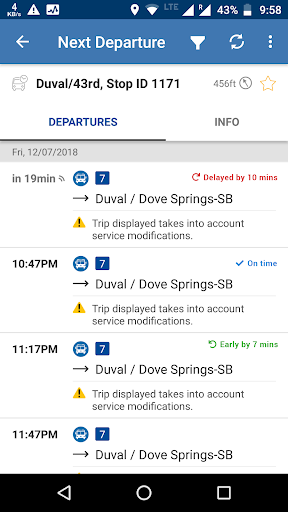 4
KB/s
LTE
R
43%
9:58
Next Departure
Duval/43rd, Stop ID 1171
456ft
DEPARTURES
INFO
Fri, 12/07/2018
in 19min
7
Delayed by 10 mins
Duval / Dove Springs-SB
Trip displayed takes into account
service modifications.
10:47PM
7
On time
Duval / Dove Springs-SB
Trip displayed takes into account
service modifications.
11:17PM
7
Early by 7 mins
Duval / Dove Springs-SB
Trip displayed takes into account
service modifications.
11:47PM
7
Duval / Dove Springs-SB